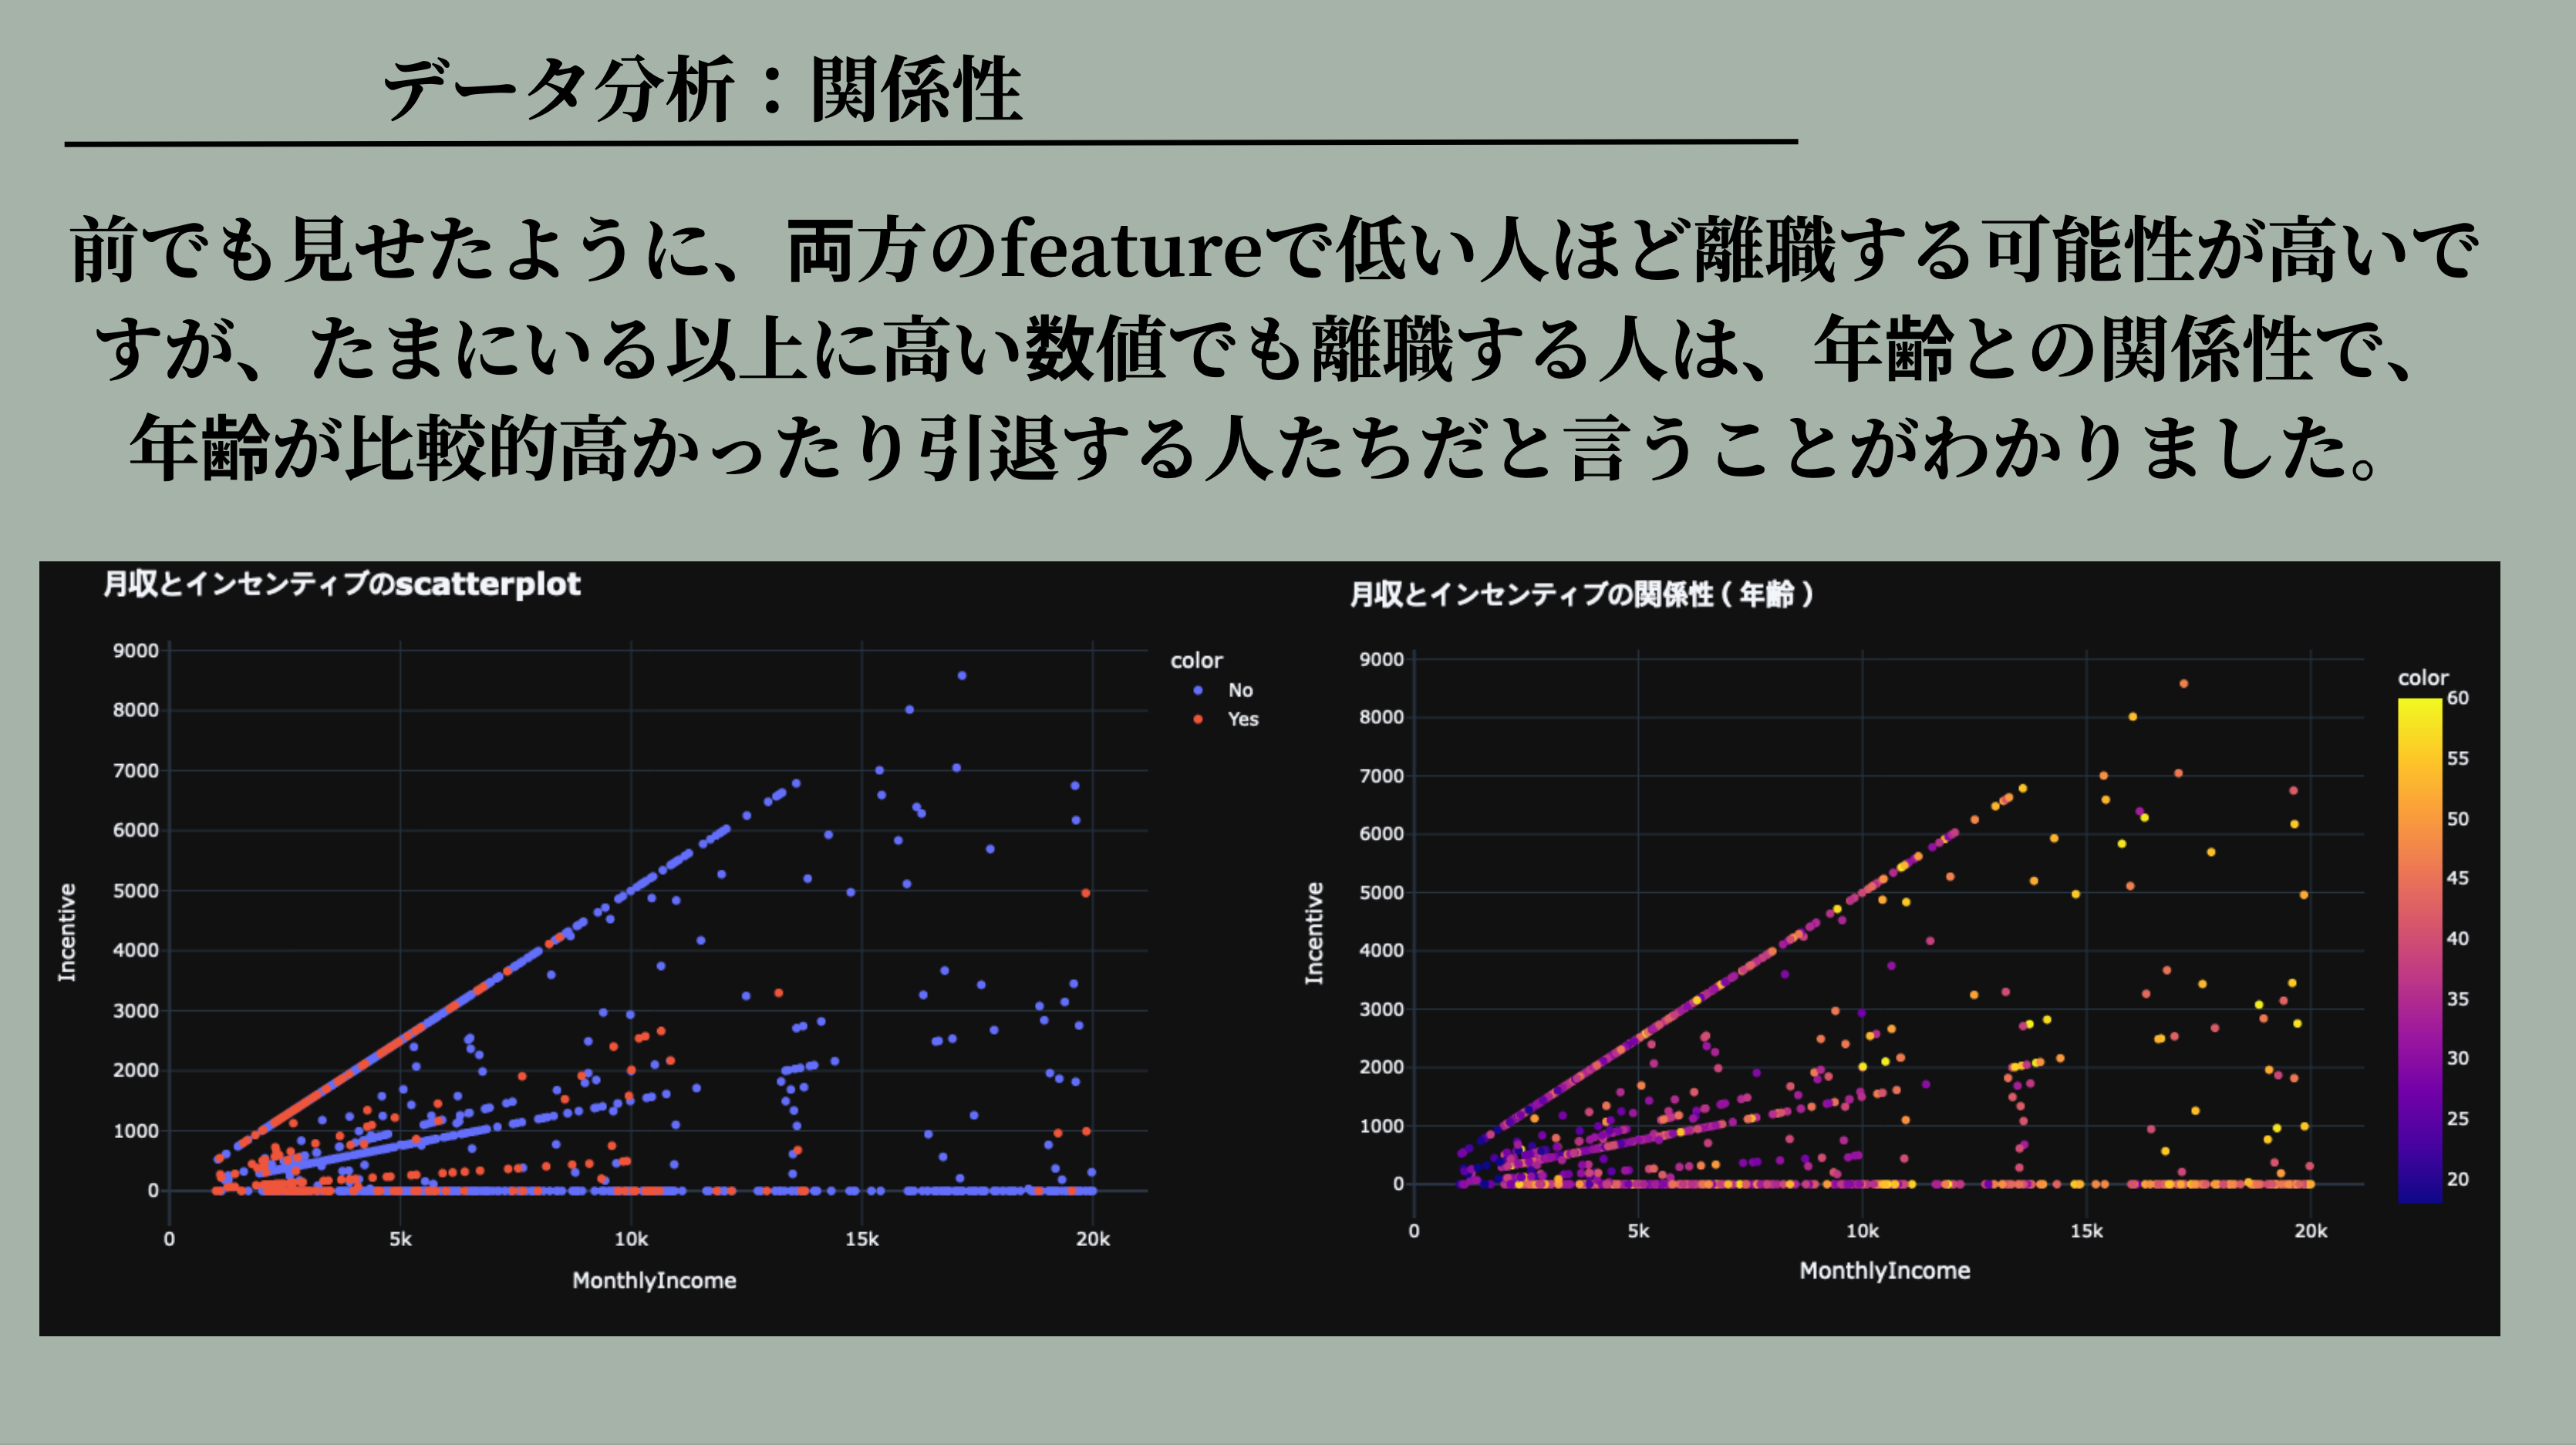 データ分析：関係性
前でも見せたように、両方のfeatureで低い人ほど離職する可能性が高いで
すが、たまにいる以上に高い数値でも離職する人は、年齢との関係性で、
年齢が比較的高かったり引退する人たちだと言うことがわかりました。
月収とインセンティブのscatterplot
9000
8000
7000
6000
5000
4000
3000
2000
1000
0
Incentive
0 5k 10k 15k 20k
MonthlyIncome
color
No
Yes
月収とインセンティブの関係性 ( 年齢 )
9000
8000
7000
6000
5000
4000
3000
2000
1000
0
Incentive
0 5k 10k 15k 20k
MonthlyIncome
color
60
55
50
45
40
35
30
25
20